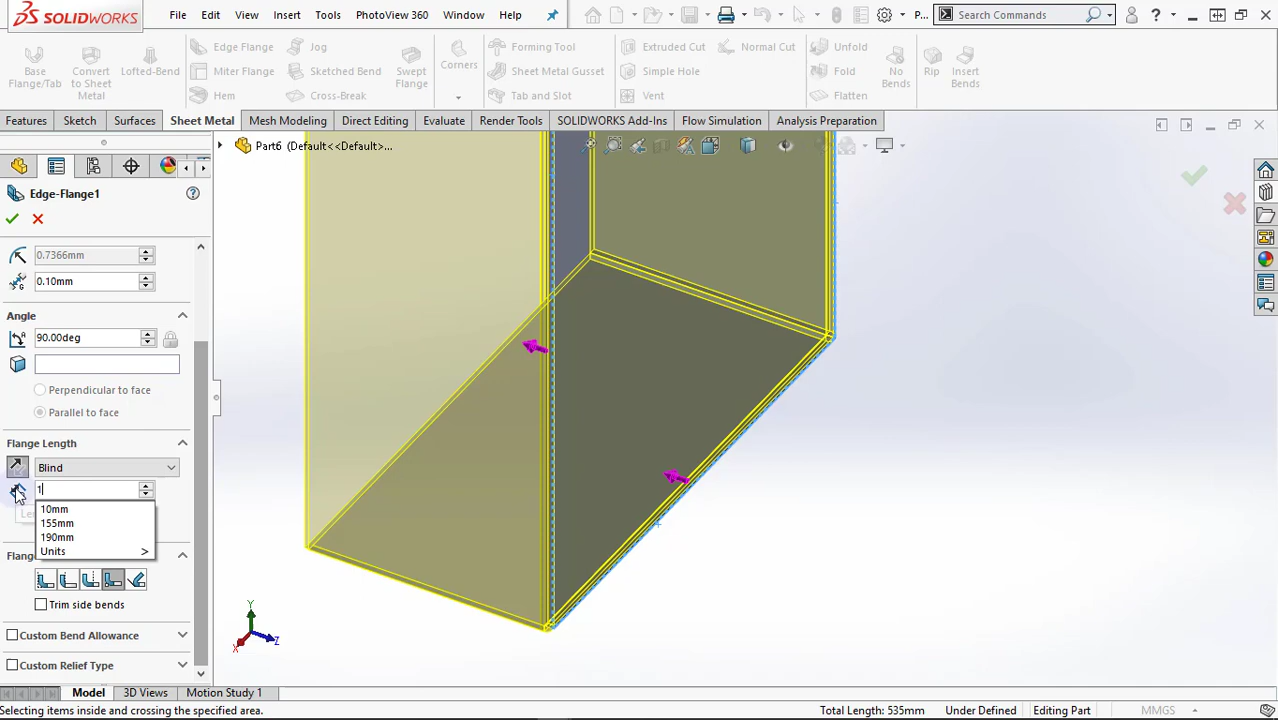 SOLIDWORKS
File Edit View Insert Tools PhotoView 360 Window Help
P...
Search Commands
?
Base Flange/Tab
Convert to Sheet Metal
Lofted-Bend
Edge Flange
Miter Flange
Hem
Jog
Sketched Bend
Cross-Break
Swept Flange
Corners
Forming Tool
Sheet Metal Gusset
Tab and Slot
Extruded Cut
Simple Hole
Vent
Normal Cut
Unfold
Fold
Flatten
No Bends
Rip
Insert Bends
Features Sketch Surfaces Sheet Metal Mesh Modeling Direct Editing Evaluate Render Tools SOLIDWORKS Add-Ins Flow Simulation Analysis Preparation
Part6 (Default<<Default>...
Edge-Flange1
0.7366mm
0.10mm
Angle
90.00deg
Perpendicular to face
Parallel to face
Flange Length
Blind
1
10mm
155mm
190mm
Units >
Flang
Trim side bends
Custom Bend Allowance
Custom Relief Type
Y
X
Z
Model 3D Views Motion Study 1
Selecting items inside and crossing the specified area.
Total Length: 535mm Under Defined Editing Part MMGS